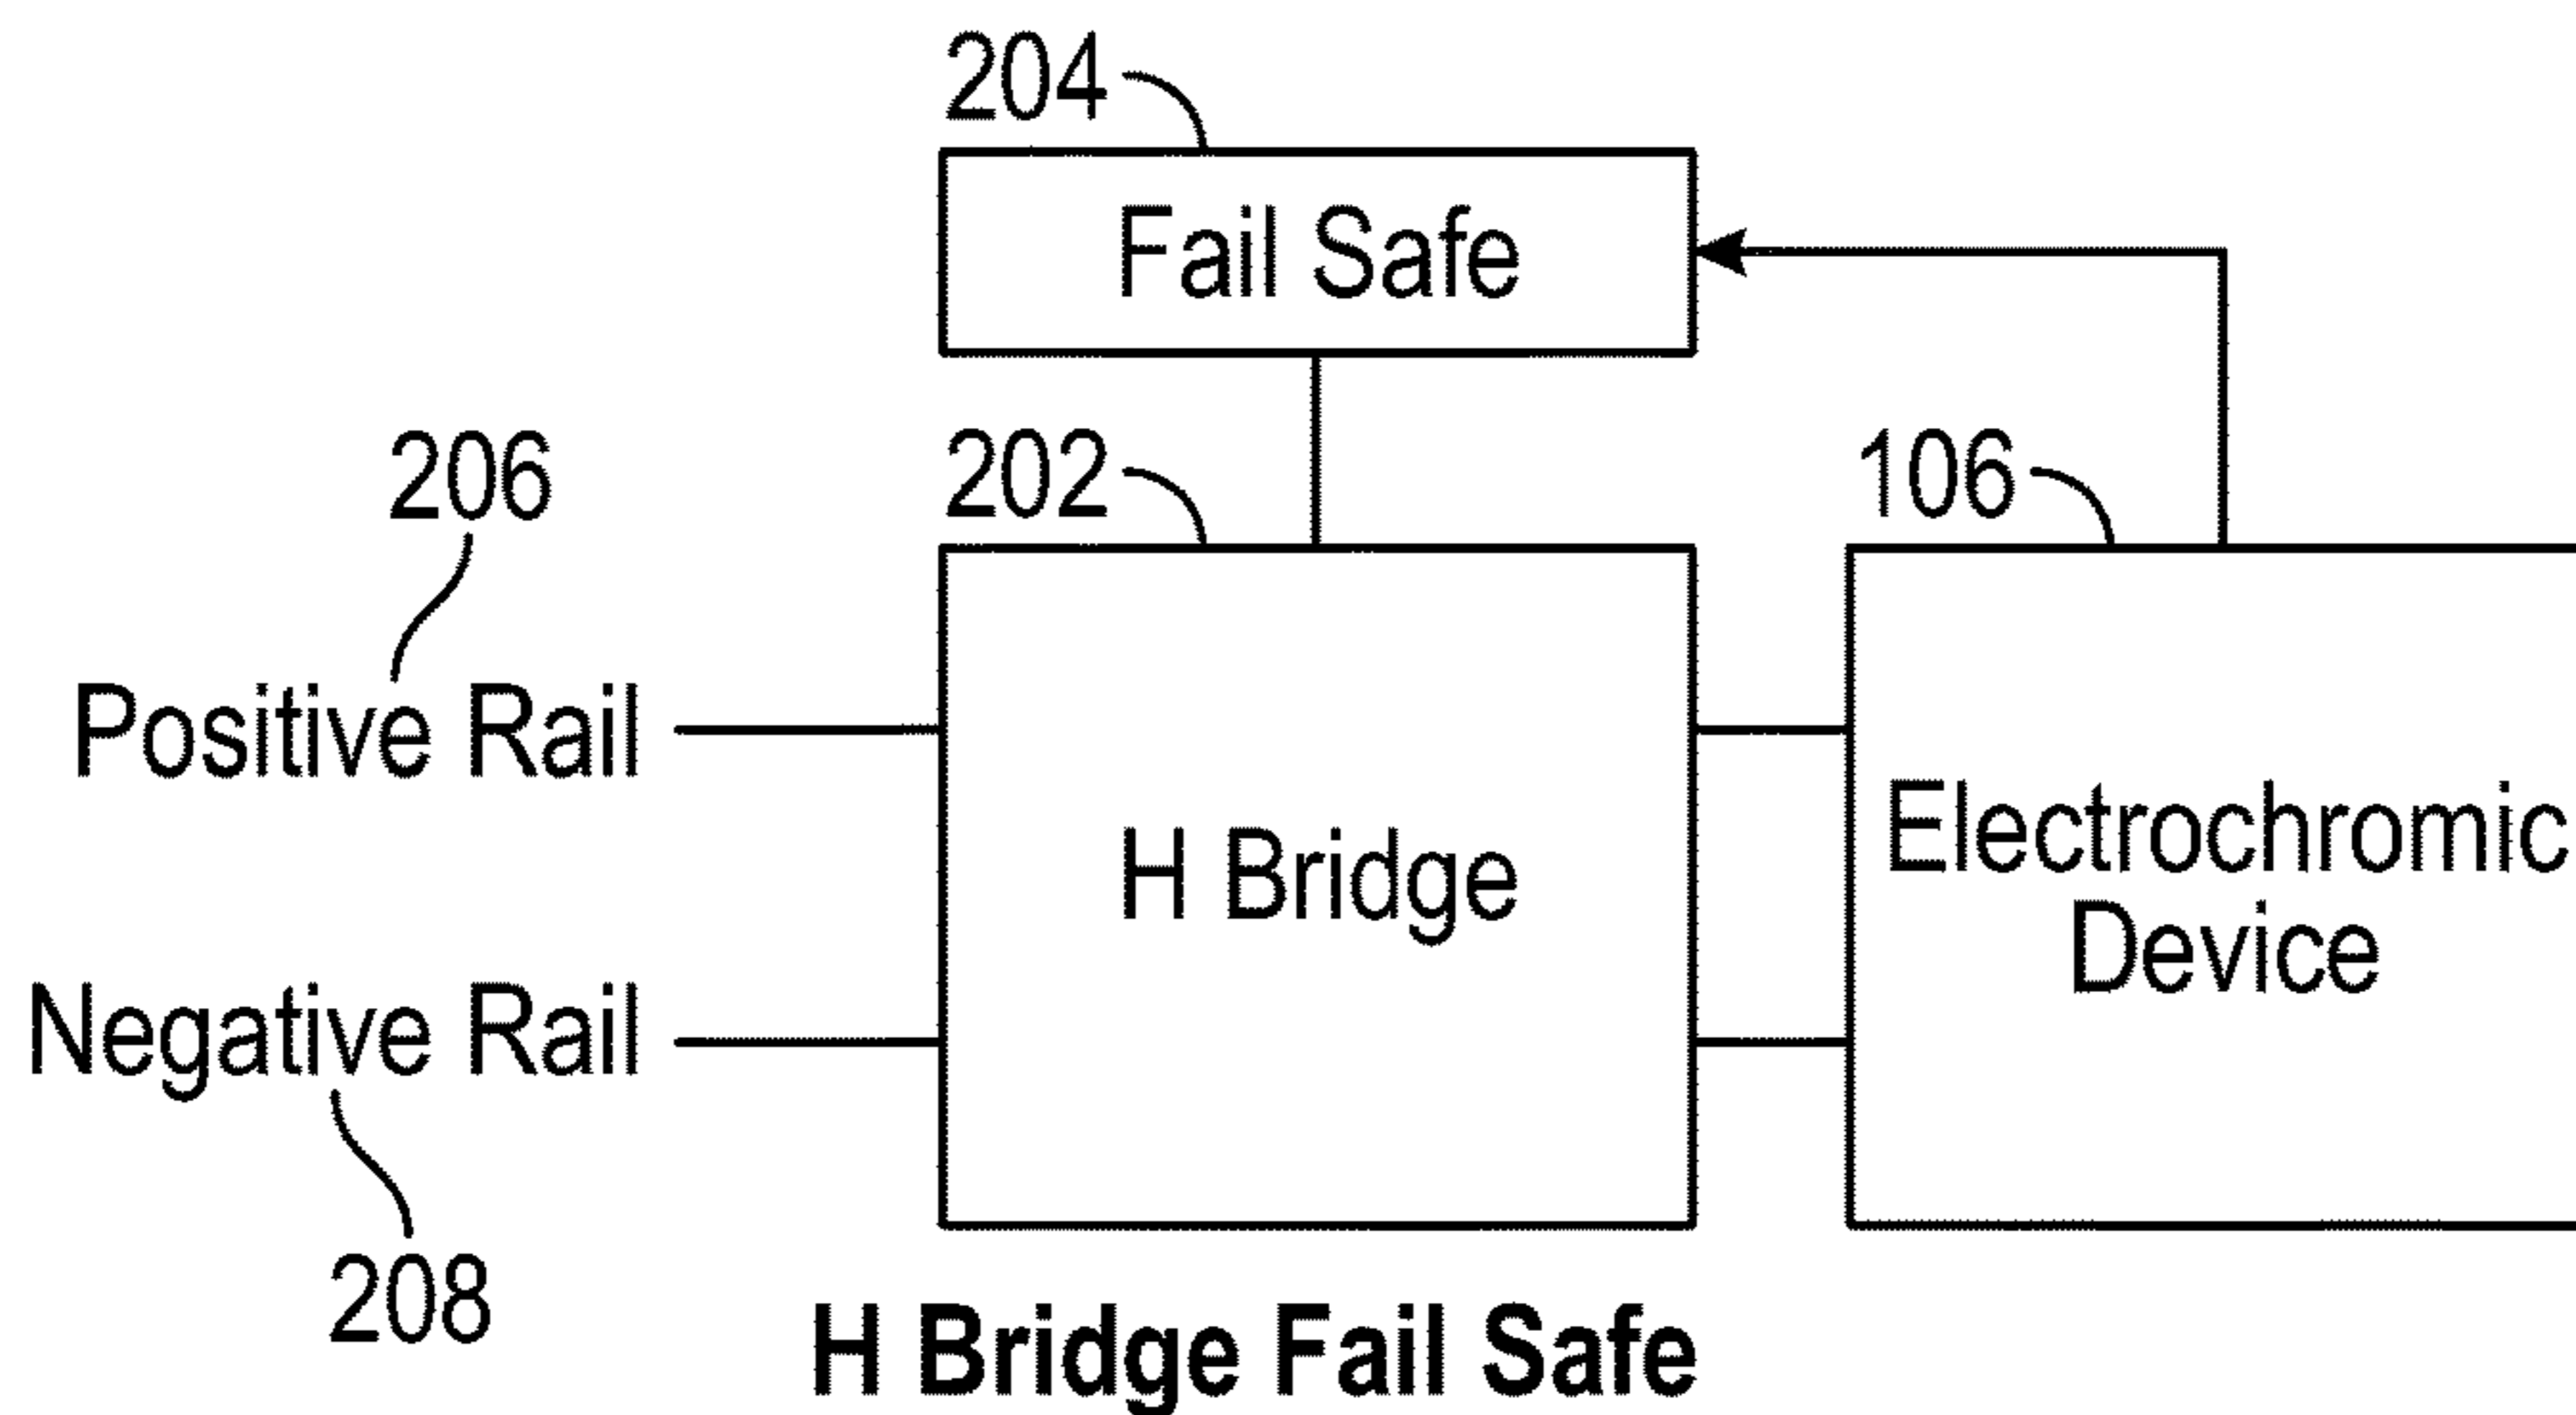 204
Fail Safe
206
202
106
Positive Rail
H Bridge
Electrochromic
Device
Negative Rail
208
H Bridge Fail Safe